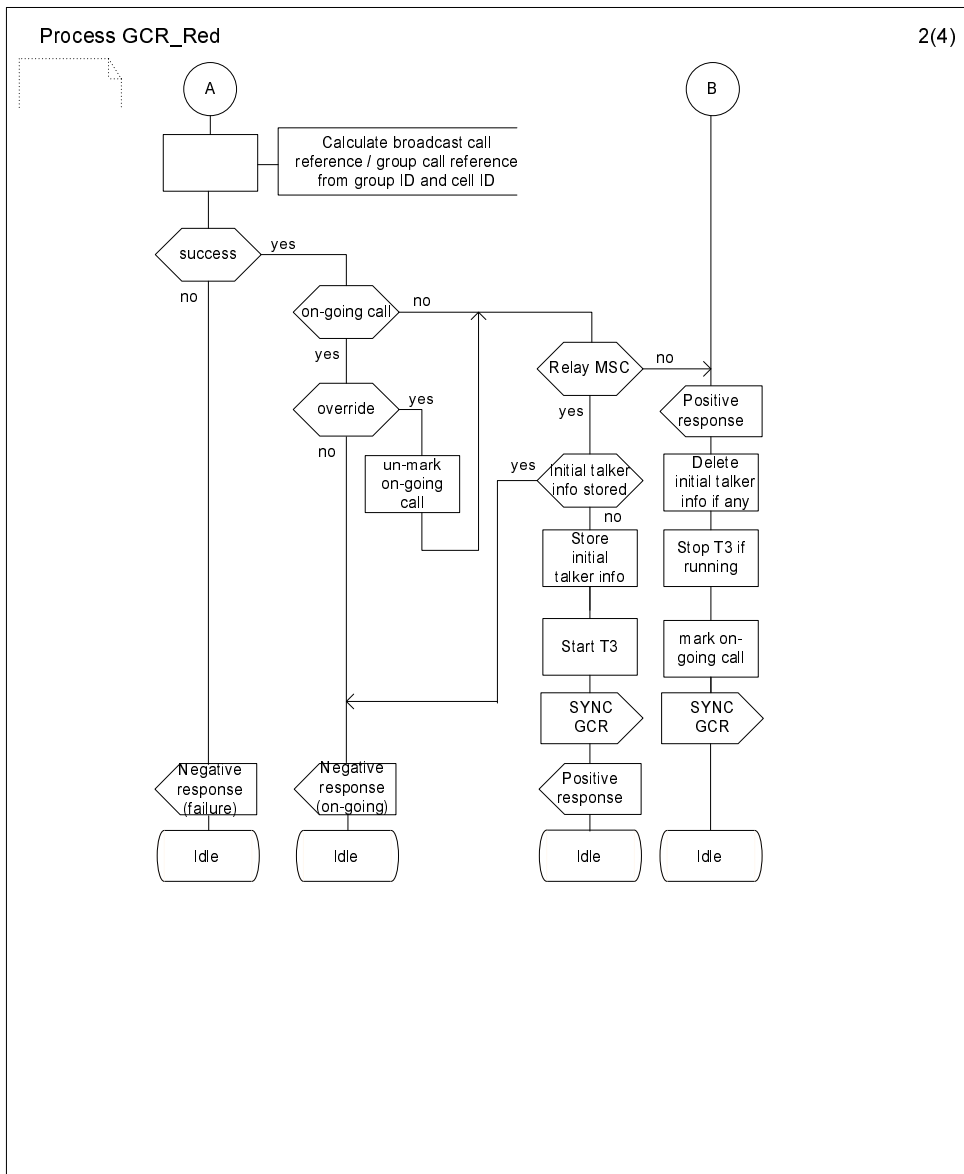 Process GCR_Red
2(4)
A
B
Calculate broadcast call
reference / group call reference
from group ID and cell ID
success
yes
no
on-going call
no
yes
Relay MSC
no
yes
override
yes
no
Positive
response
un-mark
on-going
call
yes
Initial talker
info stored
no
Delete
initial talker
info if any
Store
initial
talker info
Stop T3 if
running
Start T3
mark on-
going call
SYNC
GCR
SYNC
GCR
Negative
response
(failure)
Negative
response
(on-going)
Positive
response
Idle
Idle
Idle
Idle